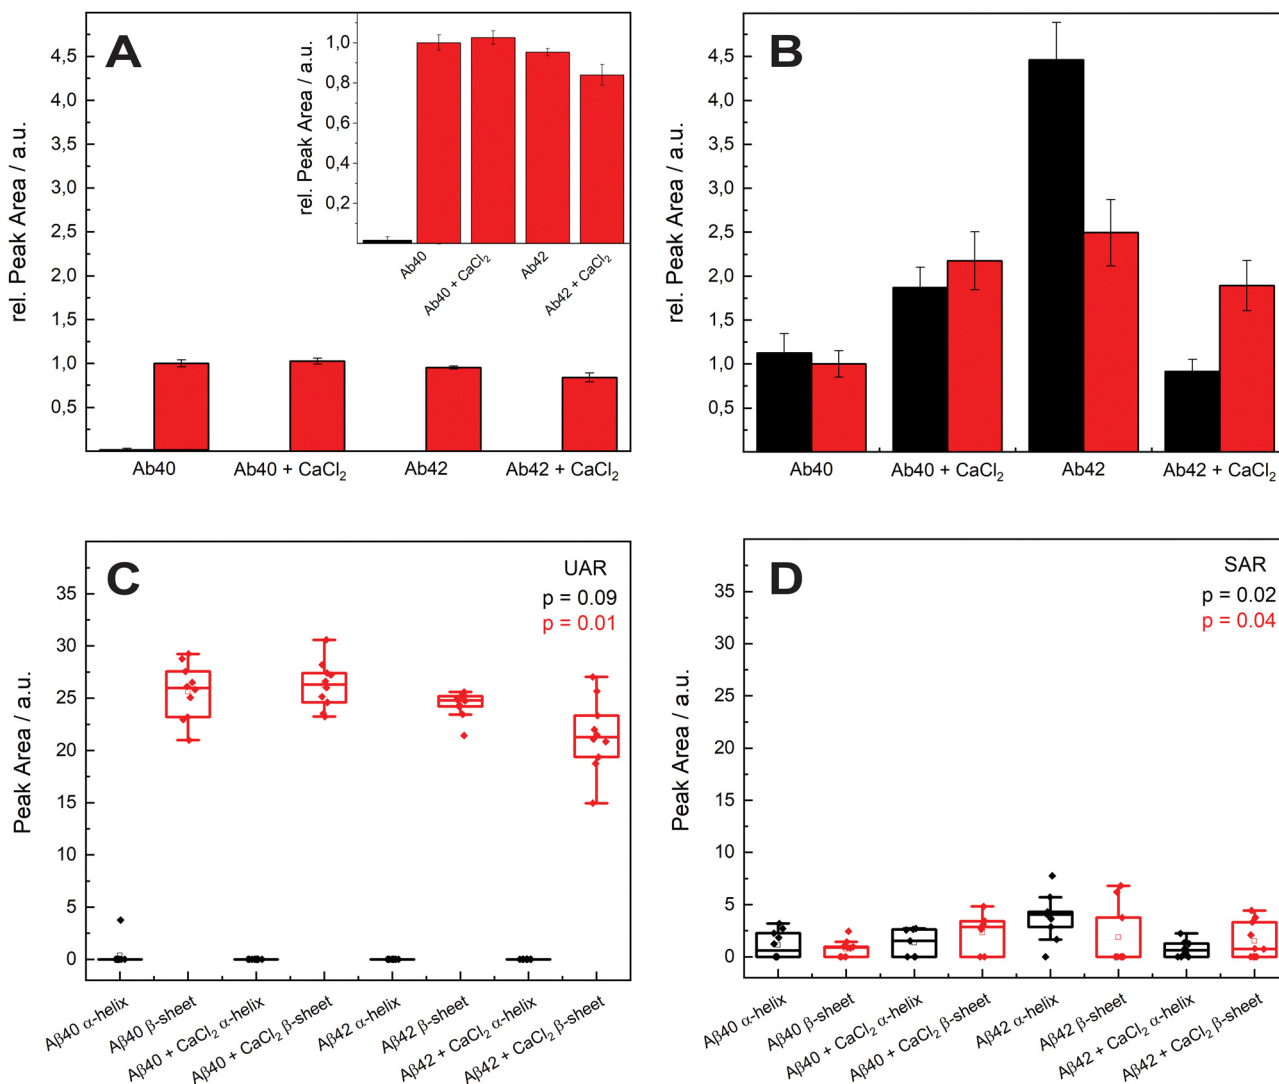 A
rel. Peak Area / a.u.
4,5
4,0
3,5
3,0
2,5
2,0
1,5
1,0
0,5
Ab40
Ab40 + CaCl₂
Ab42
Ab42 + CaCl₂
rel. Peak Area / a.u.
1,0
0,8
0,6
0,4
0,2
Ab40
Ab40 + CaCl₂
Ab42
Ab42 + CaCl₂
B
rel. Peak Area / a.u.
4,5
4,0
3,5
3,0
2,5
2,0
1,5
1,0
0,5
Ab40
Ab40 + CaCl₂
Ab42
Ab42 + CaCl₂
C
UAR
p = 0.09
p = 0.01
Peak Area / a.u.
35
30
25
20
15
10
5
0
Aβ40 α-helix
Aβ40 β-sheet
Aβ40 + CaCl₂ α-helix
Aβ40 + CaCl₂ β-sheet
Aβ42 α-helix
Aβ42 β-sheet
Aβ42 + CaCl₂ α-helix
Aβ42 + CaCl₂ β-sheet
D
SAR
p = 0.02
p = 0.04
Peak Area / a.u.
35
30
25
20
15
10
5
0
Aβ40 α-helix
Aβ40 β-sheet
Aβ40 + CaCl₂ α-helix
Aβ40 + CaCl₂ β-sheet
Aβ42 α-helix
Aβ42 β-sheet
Aβ42 + CaCl₂ α-helix
Aβ42 + CaCl₂ β-sheet